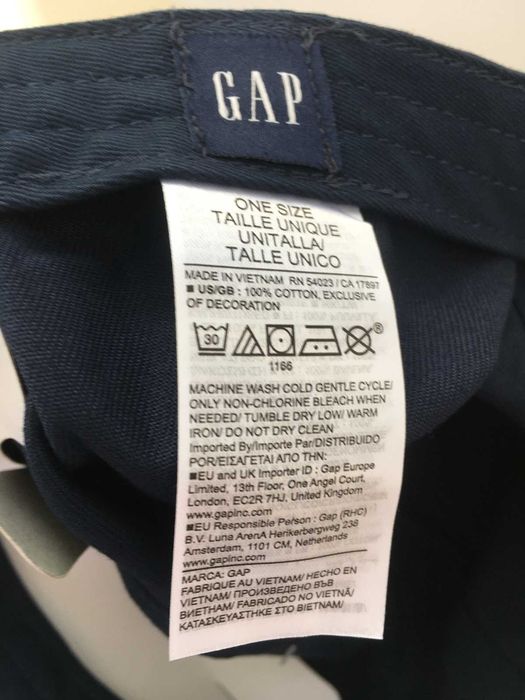 GAP
ONE SIZE
TAILLE UNIQUE
UNITALLA/
TALLE UNICO
MADE IN VIETNAM RN 54023 / CA 17897
■ US/GB : 100% COTTON, EXCLUSIVE
OF DECORATION
30 ®
1166
MACHINE WASH COLD GENTLE CYCLE/
ONLY NON-CHLORINE BLEACH WHEN
NEEDED/ TUMBLE DRY LOW/ WARM
IRON/ DO NOT DRY CLEAN
Imported By/Importe Par/DISTRIBUIDO
POR/ΕΙΣΑΓΕΤΑΙ ΑΠΟ ΤΗΝ:
■EU and UK Importer ID : Gap Europe
Limited, 13th Floor, One Angel Court,
London, EC2R 7HJ, United Kingdom
www.gapinc.com
■EU Responsible Person : Gap (RHC)
B.V. Luna ArenA Herikerbergweg 238
Amsterdam, 1101 CM, Netherlands
www.gapinc.com
MARCA: GAP
FABRIQUE AU VIETNAM/ HECHO EN
VIETNAM/ ПРОИЗВЕДЕНО ВЪВ
ВИЕТНАМ/ FABRICADO NO VIETNÃ/
ΚΑΤΑΣΚΕΥΑΣΤΗΚΕ ΣΤΟ ΒΙΕΤΝΑΜ/